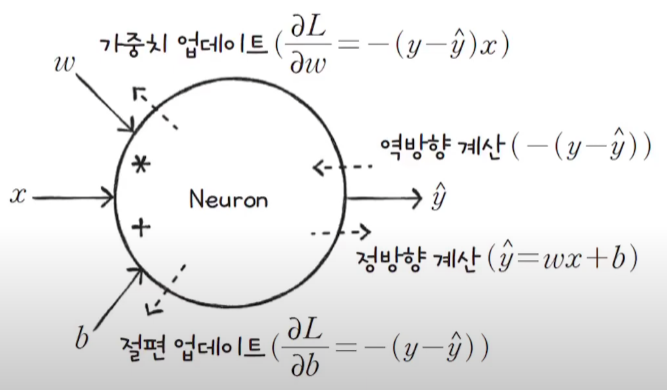 가중치 업데이트 (∂L/∂w = −(y−ŷ)x)
w
역방향 계산 (−(y−ŷ))
*
x
Neuron
ŷ
+
정방향 계산 (ŷ=wx+b)
b
절편 업데이트 (∂L/∂b = −(y−ŷ))